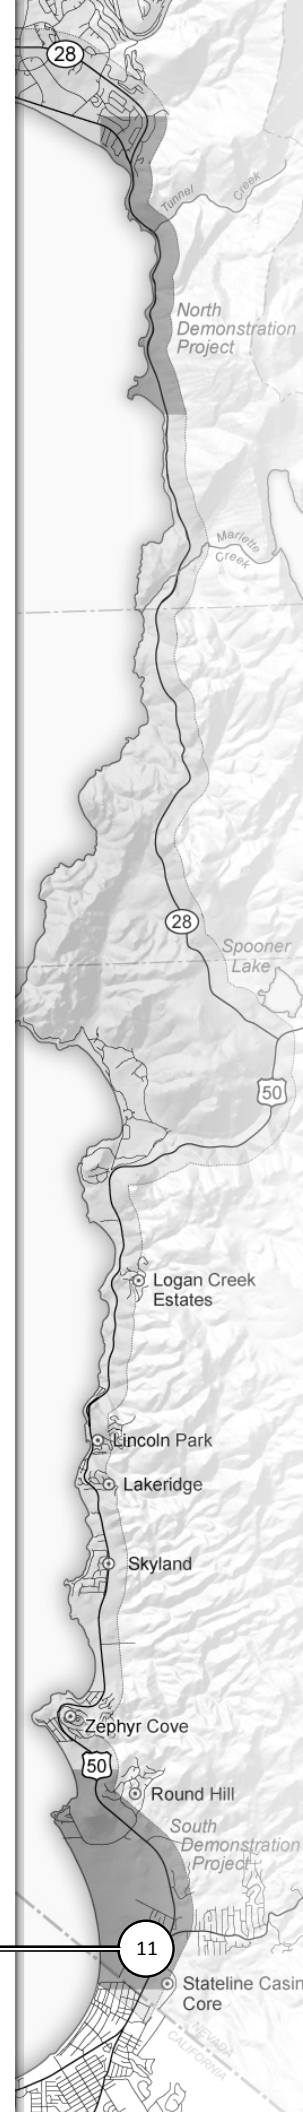 28
Tunnel
Creek
North
Demonstration
Project
Marlette
Creek
28
Spooner
Lake
50
Logan Creek
Estates
Lincoln Park
Lakeridge
Skyland
Zephyr Cove
50
Round Hill
South
Demonstration
Project
11
Stateline Casin
Core
NEVADA
CALIFORNIA